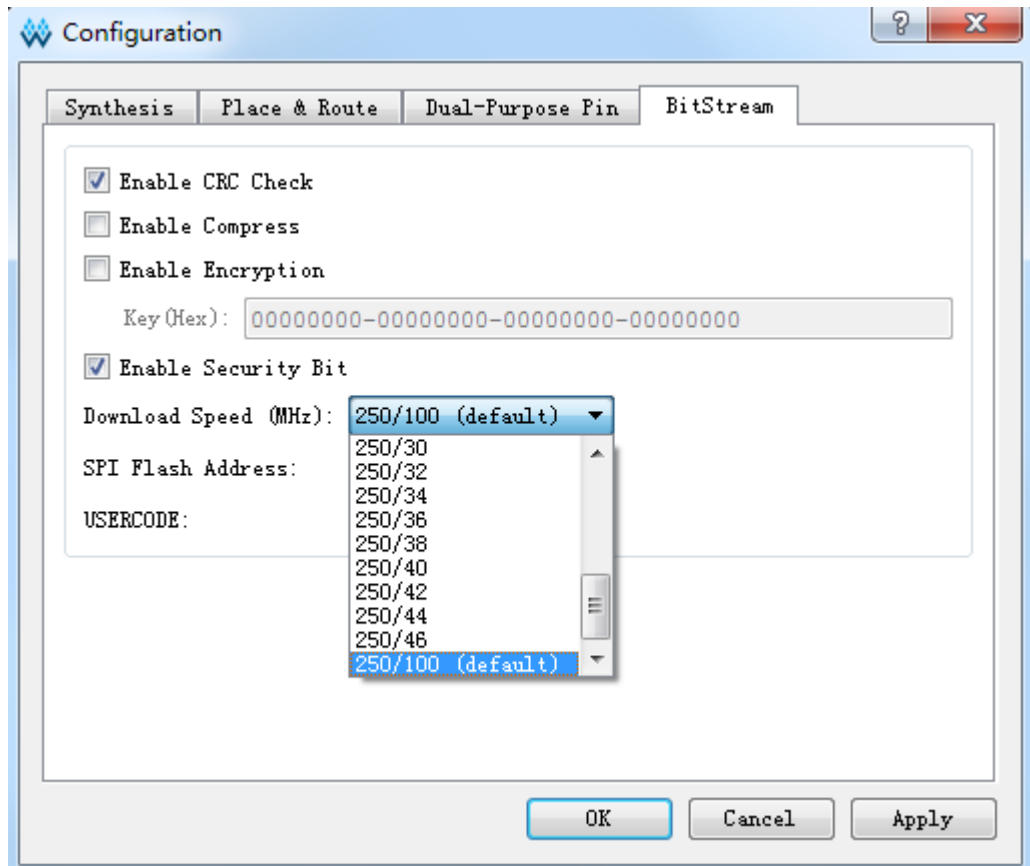 Configuration
Synthesis Place & Route Dual-Purpose Pin BitStream
Enable CRC Check
Enable Compress
Enable Encryption
Key(Hex): 00000000-00000000-00000000-00000000
Enable Security Bit
Download Speed (MHz): 250/100 (default)
250/30
SPI Flash Address: 250/32
250/34
USERCODE: 250/36
250/38
250/40
250/42
250/44
250/46
250/100 (default)
OK Cancel Apply